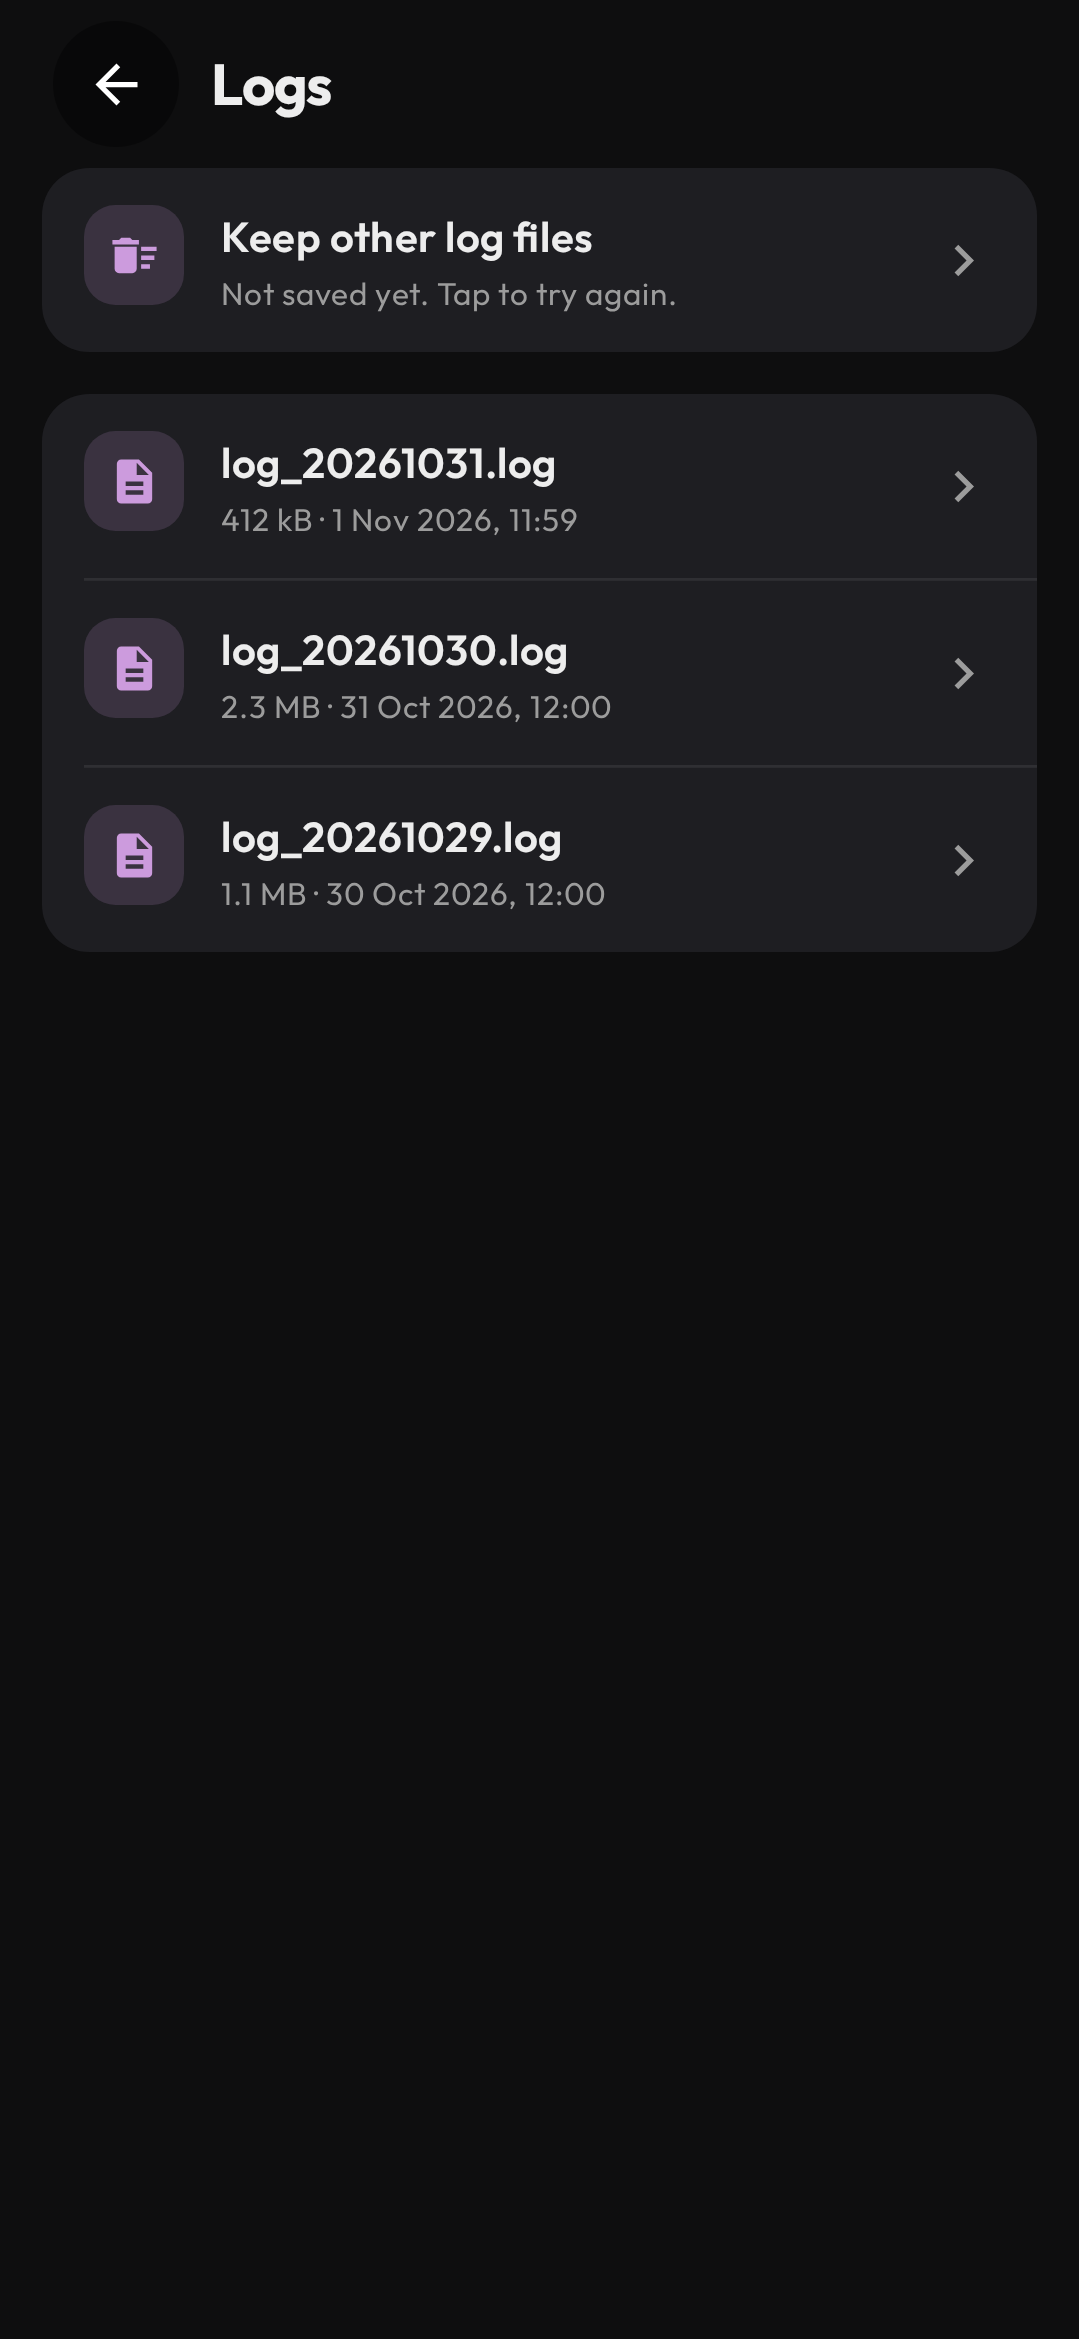 Logs
Keep other log files
Not saved yet. Tap to try again.
log_20261031.log
412 kB · 1 Nov 2026, 11:59
log_20261030.log
2.3 MB · 31 Oct 2026, 12:00
log_20261029.log
1.1 MB · 30 Oct 2026, 12:00